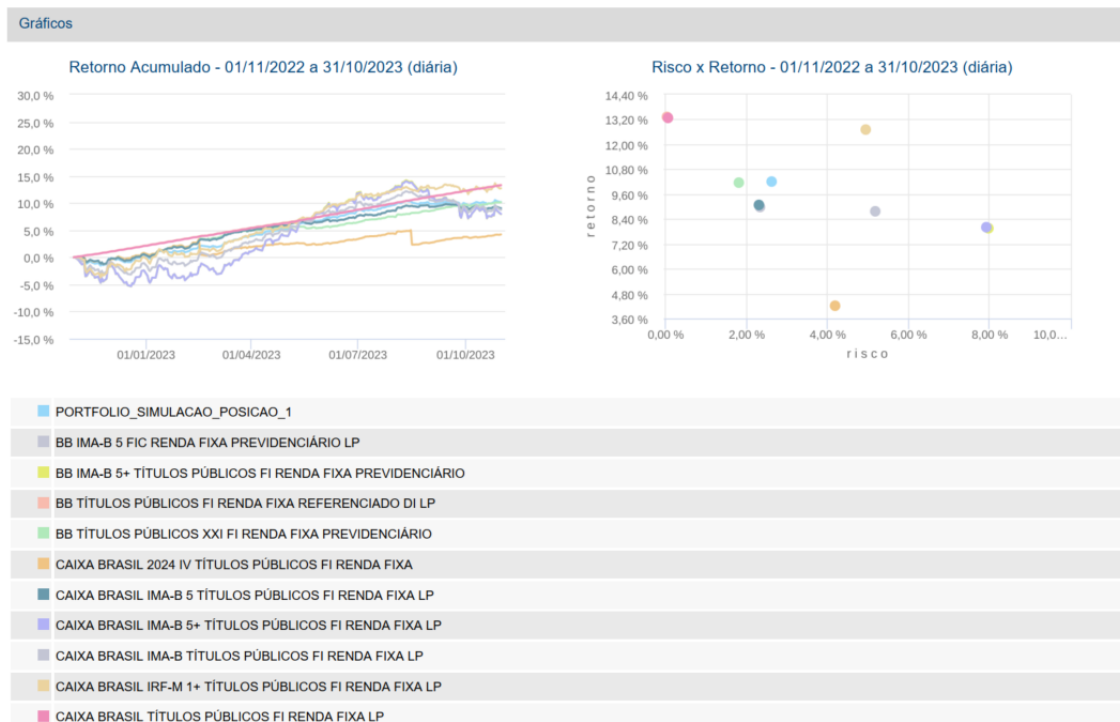 Gráficos
Retorno Acumulado - 01/11/2022 a 31/10/2023 (diária)
30,0 %
25,0 %
20,0 %
15,0 %
10,0 %
5,0 %
0,0 %
-5,0 %
-10,0 %
-15,0 %
01/01/2023 01/04/2023 01/07/2023 01/10/2023
Risco x Retorno - 01/11/2022 a 31/10/2023 (diária)
retorno
14,40 %
13,20 %
12,00 %
10,80 %
9,60 %
8,40 %
7,20 %
6,00 %
4,80 %
3,60 %
0,00 % 2,00 % 4,00 % 6,00 % 8,00 % 10,0...
risco
PORTFOLIO_SIMULACAO_POSICAO_1
BB IMA-B 5 FIC RENDA FIXA PREVIDENCIÁRIO LP
BB IMA-B 5+ TÍTULOS PÚBLICOS FI RENDA FIXA PREVIDENCIÁRIO
BB TÍTULOS PÚBLICOS FI RENDA FIXA REFERENCIADO DI LP
BB TÍTULOS PÚBLICOS XXI FI RENDA FIXA PREVIDENCIÁRIO
CAIXA BRASIL 2024 IV TÍTULOS PÚBLICOS FI RENDA FIXA
CAIXA BRASIL IMA-B 5 TÍTULOS PÚBLICOS FI RENDA FIXA LP
CAIXA BRASIL IMA-B 5+ TÍTULOS PÚBLICOS FI RENDA FIXA LP
CAIXA BRASIL IMA-B TÍTULOS PÚBLICOS FI RENDA FIXA LP
CAIXA BRASIL IRF-M 1+ TÍTULOS PÚBLICOS FI RENDA FIXA LP
CAIXA BRASIL TÍTULOS PÚBLICOS FI RENDA FIXA LP